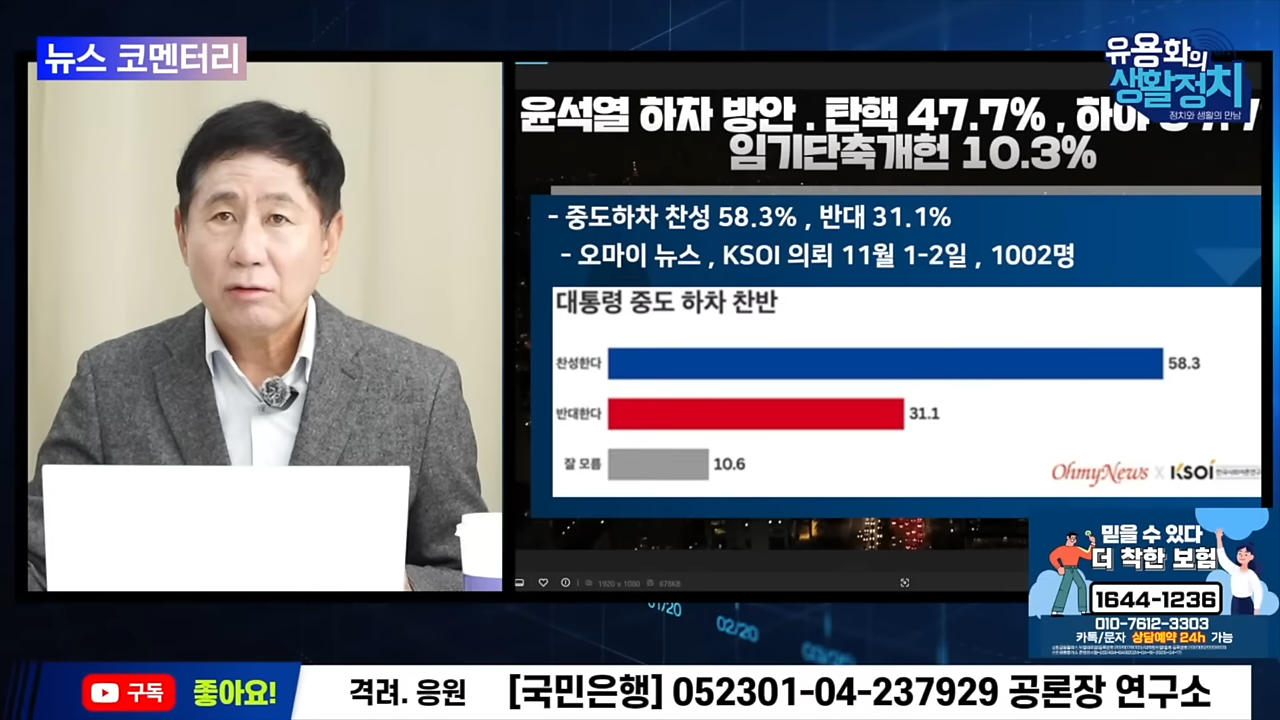 뉴스 코멘터리
유용화의
생활정치
정치와 생활의 만남
윤석열 하차 방안 . 탄핵 47.7% , 하야
임기단축개헌 10.3%
- 중도하차 찬성 58.3% , 반대 31.1%
- 오마이 뉴스 , KSOI 의뢰 11월 1-2일 , 1002명
대통령 중도 하차 찬반
찬성한다 58.3
반대한다 31.1
잘 모름 10.6
OhmyNews X KSOI
1920 x 1080 878KB
믿을 수 있다
더 착한 보험
1644-1236
010-7612-3303
카톡/문자 상담예약 24h 가능
01/20
02/20
구독 좋아요! 격려. 응원 [국민은행] 052301-04-237929 공론장 연구소